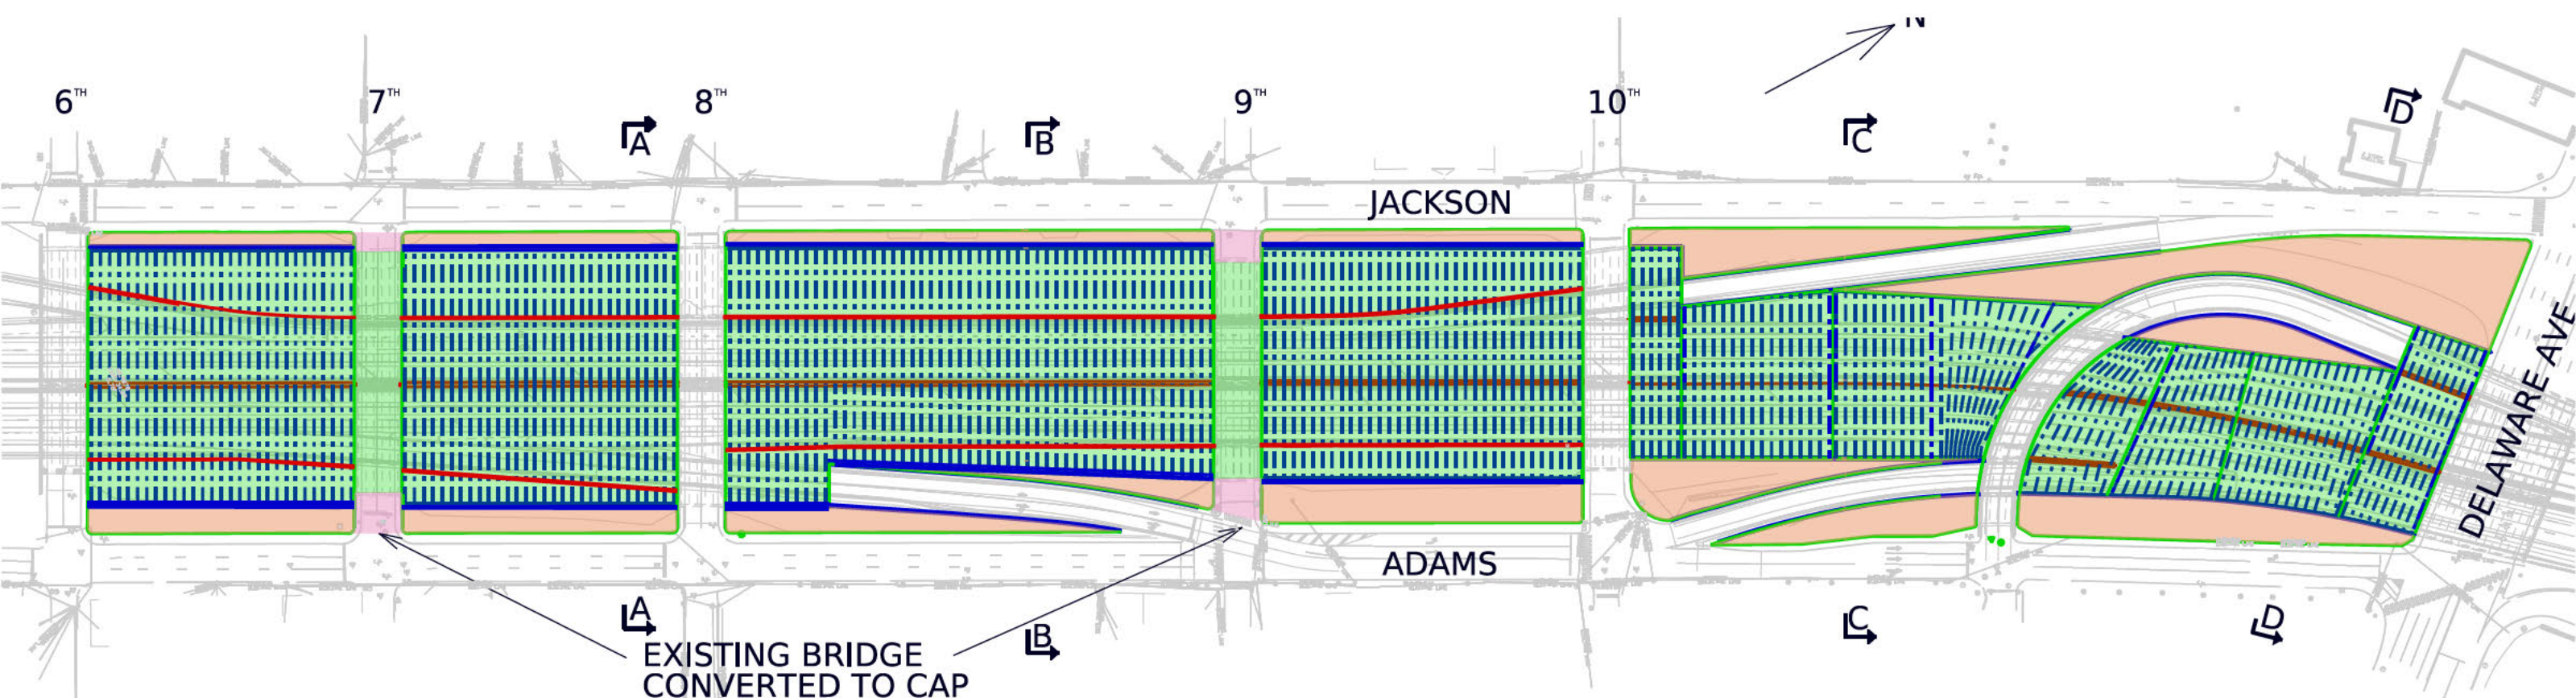 N
6TH
7TH
8TH
9TH
10TH
A
B
C
D
JACKSON
DELAWARE AVE
ADAMS
A
B
C
D
EXISTING BRIDGE
CONVERTED TO CAP